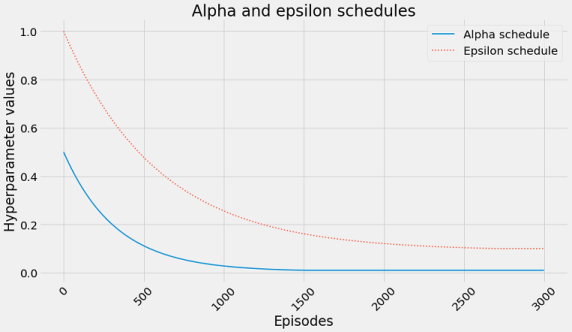 Alpha and epsilon schedules
Alpha schedule
Epsilon schedule
Hyperparameter values
1.0
0.8
0.6
0.4
0.2
0.0
0
500
1000
1500
2000
2500
3000
Episodes